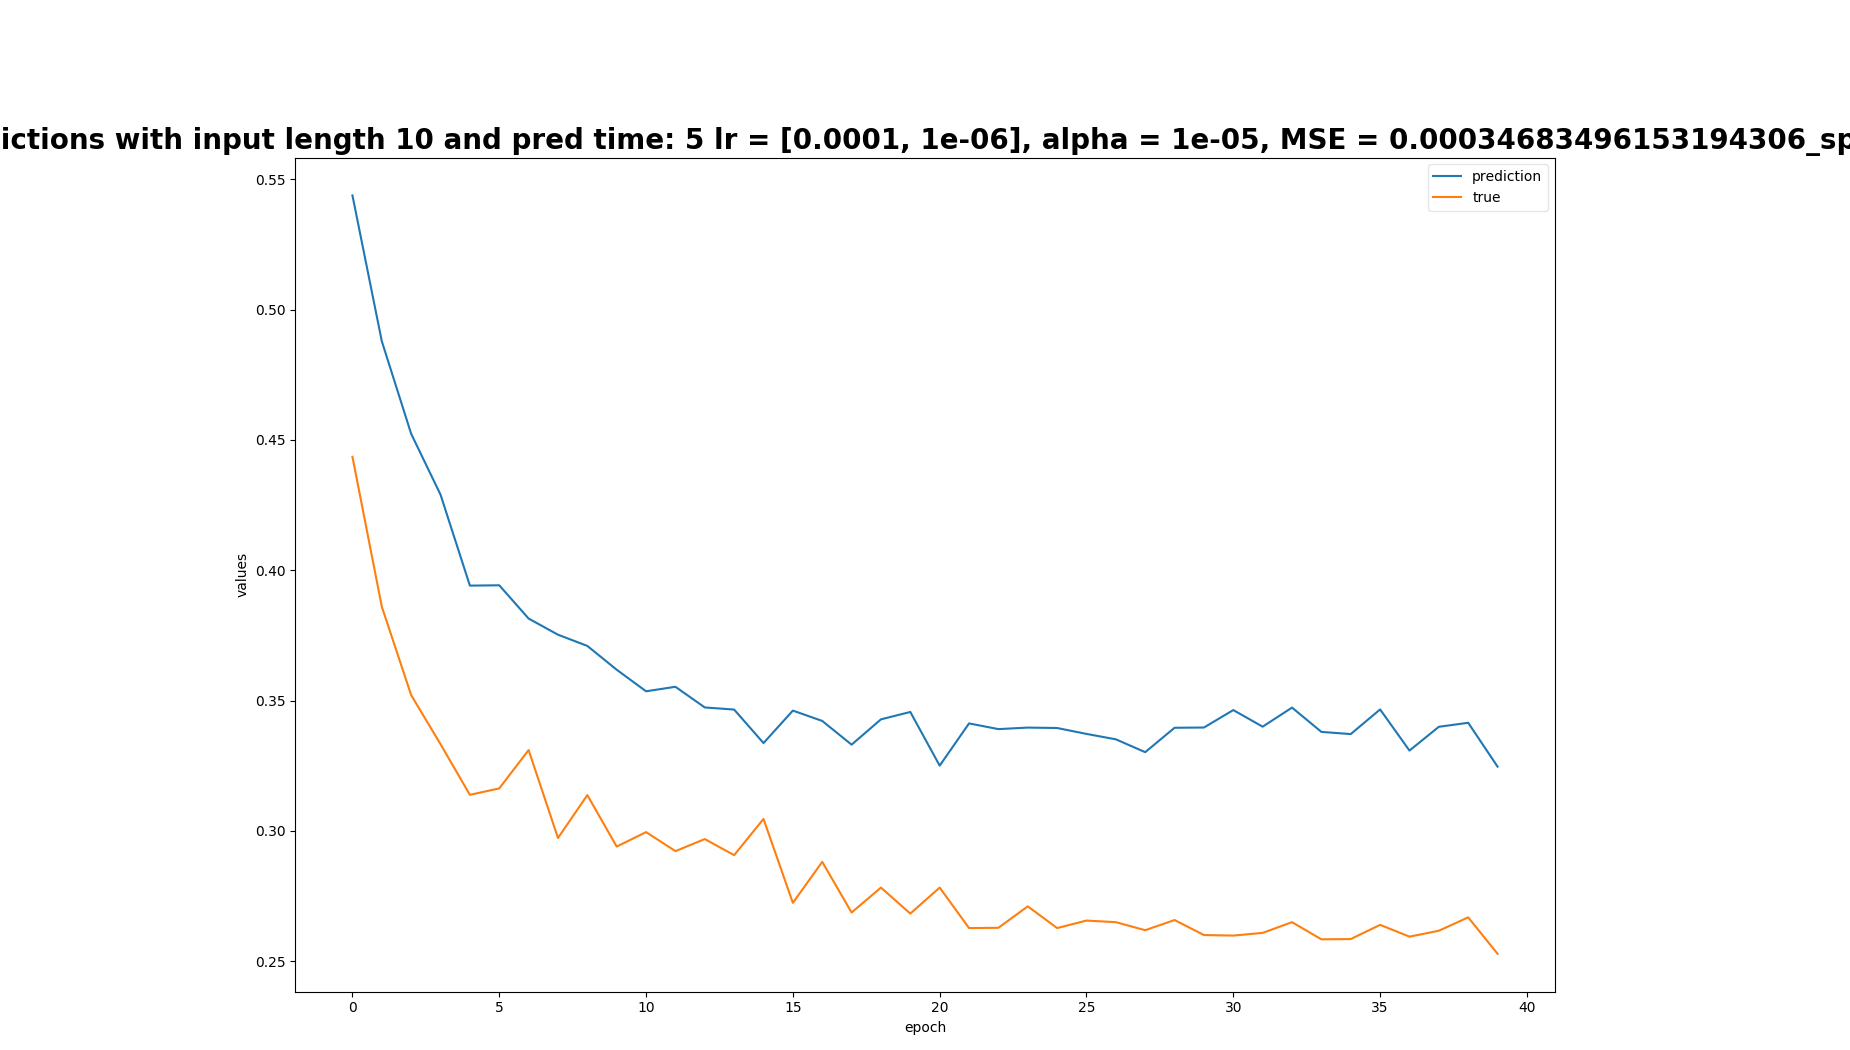 ictions with input length 10 and pred time: 5 lr = [0.0001, 1e-06], alpha = 1e-05, MSE = 0.00034683496153194306_sp
prediction
true
0.55
0.50
0.45
0.40
0.35
0.30
0.25
values
0 5 10 15 20 25 30 35 40
epoch